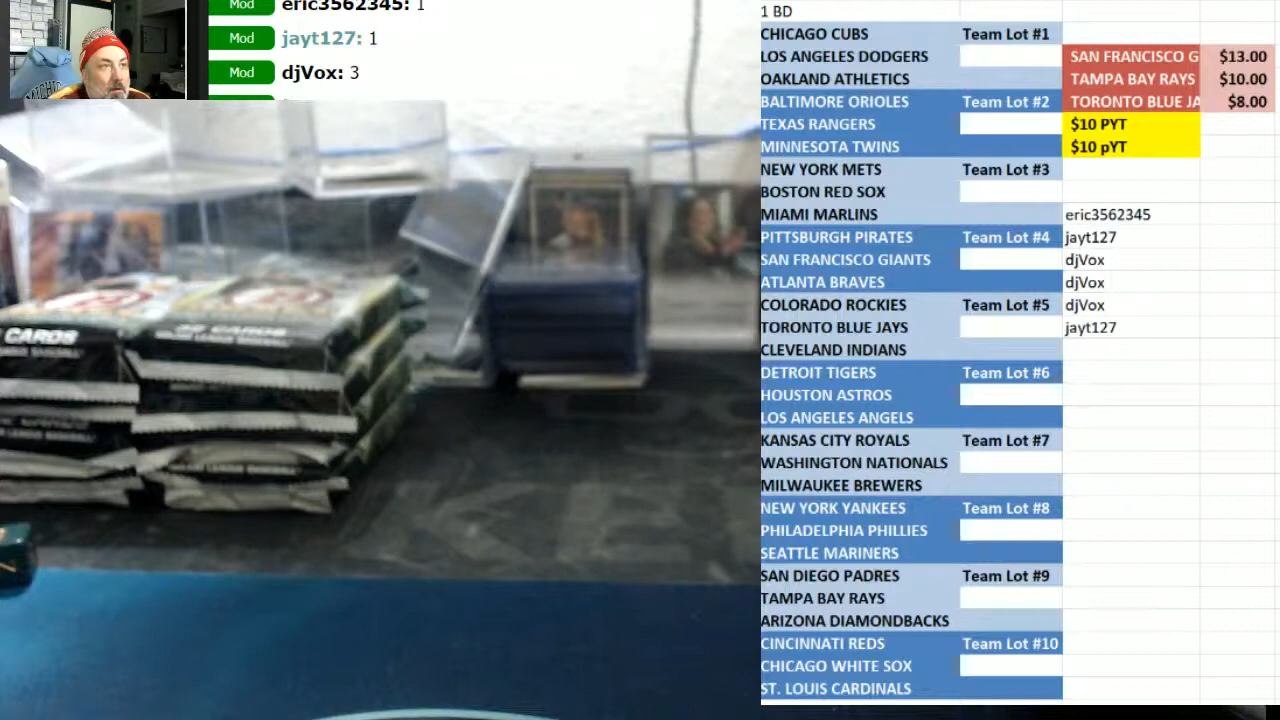 Mod eric3562345: 1
Mod jayt127: 1
Mod djVox: 3
CARDS
1 BD
CHICAGO CUBS Team Lot #1
LOS ANGELES DODGERS SAN FRANCISCO G $13.00
OAKLAND ATHLETICS TAMPA BAY RAYS $10.00
BALTIMORE ORIOLES Team Lot #2 TORONTO BLUE JA $8.00
TEXAS RANGERS $10 PYT
MINNESOTA TWINS $10 pYT
NEW YORK METS Team Lot #3
BOSTON RED SOX
MIAMI MARLINS eric3562345
PITTSBURGH PIRATES Team Lot #4 jayt127
SAN FRANCISCO GIANTS djVox
ATLANTA BRAVES djVox
COLORADO ROCKIES Team Lot #5 djVox
TORONTO BLUE JAYS jayt127
CLEVELAND INDIANS
DETROIT TIGERS Team Lot #6
HOUSTON ASTROS
LOS ANGELES ANGELS
KANSAS CITY ROYALS Team Lot #7
WASHINGTON NATIONALS
MILWAUKEE BREWERS
NEW YORK YANKEES Team Lot #8
PHILADELPHIA PHILLIES
SEATTLE MARINERS
SAN DIEGO PADRES Team Lot #9
TAMPA BAY RAYS
ARIZONA DIAMONDBACKS
CINCINNATI REDS Team Lot #10
CHICAGO WHITE SOX
ST. LOUIS CARDINALS